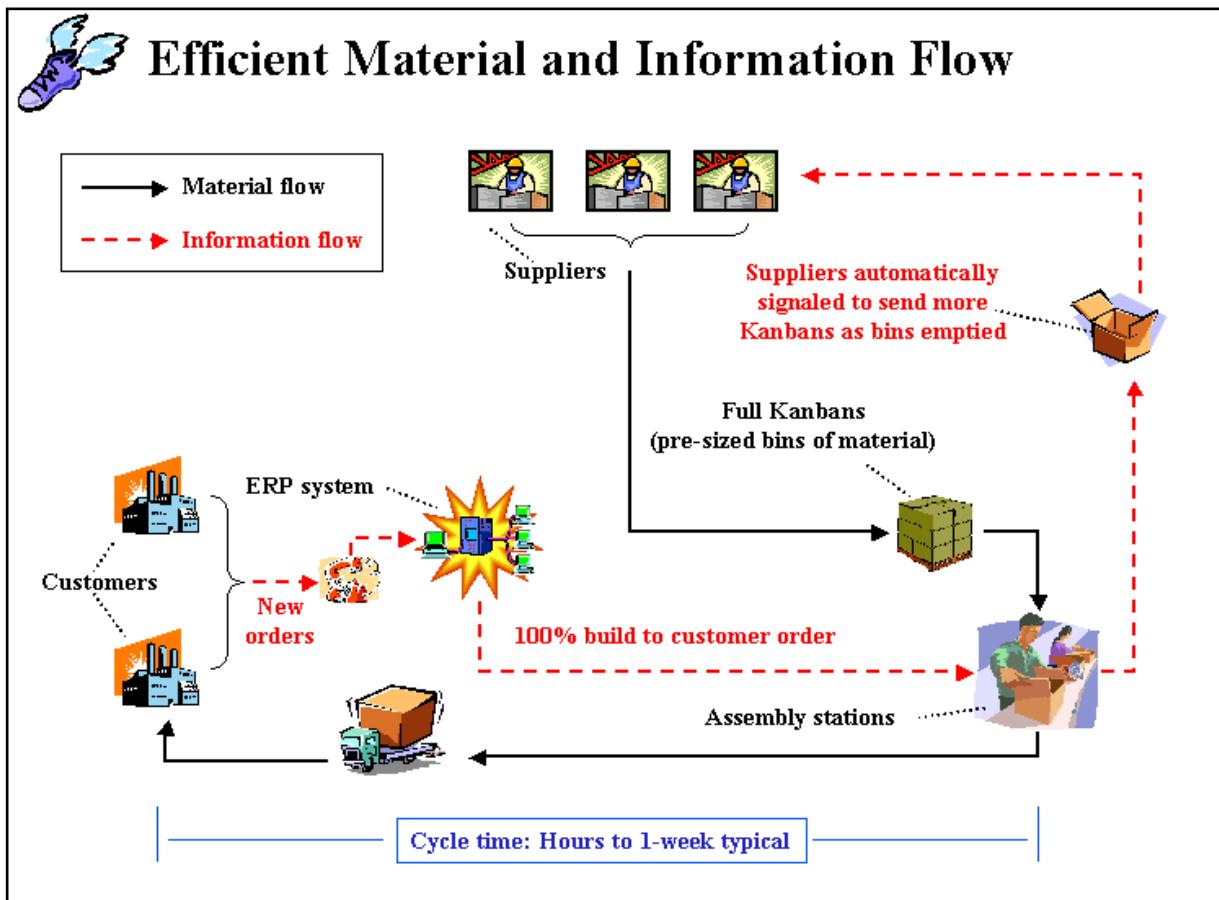 Efficient Material and Information Flow
Material flow
Information flow
Suppliers
Suppliers automatically
signaled to send more
Kanbans as bins emptied
Full Kanbans
(pre-sized bins of material)
ERP system
Customers
New
orders
100% build to customer order
Assembly stations
Cycle time: Hours to 1-week typical